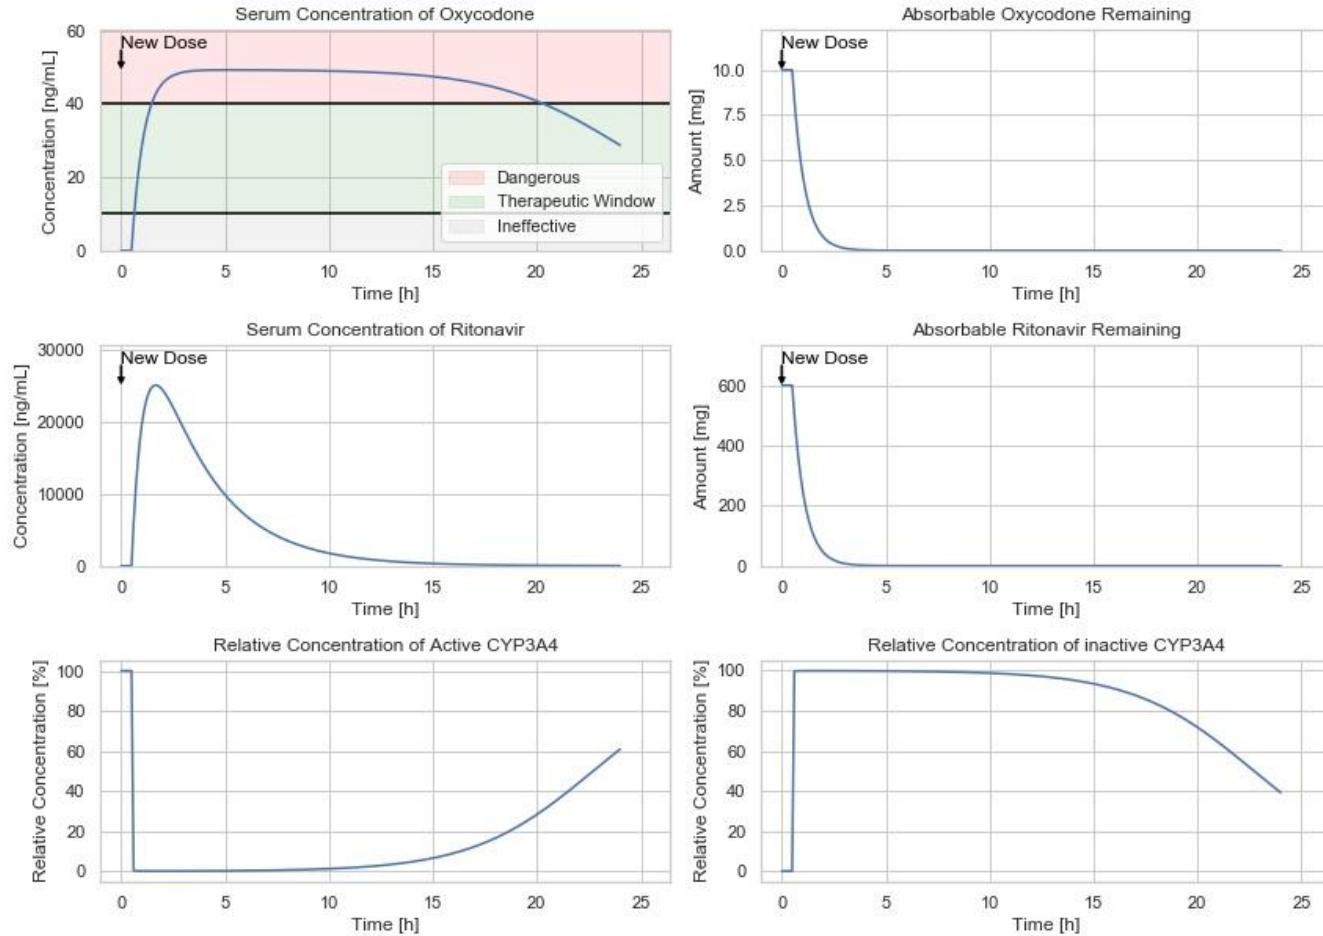 Serum Concentration of Oxycodone
60
New Dose
40
20
0
Concentration [ng/mL]
Dangerous
Therapeutic Window
Ineffective
0 5 10 15 20 25
Time [h]
Absorbable Oxycodone Remaining
New Dose
10.0
7.5
5.0
2.5
0.0
Amount [mg]
0 5 10 15 20 25
Time [h]
Serum Concentration of Ritonavir
30000
New Dose
20000
10000
0
Concentration [ng/mL]
0 5 10 15 20 25
Time [h]
Absorbable Ritonavir Remaining
New Dose
600
400
200
0
Amount [mg]
0 5 10 15 20 25
Time [h]
Relative Concentration of Active CYP3A4
100
80
60
40
20
0
Relative Concentration [%]
0 5 10 15 20 25
Time [h]
Relative Concentration of inactive CYP3A4
100
80
60
40
20
0
Relative Concentration [%]
0 5 10 15 20 25
Time [h]